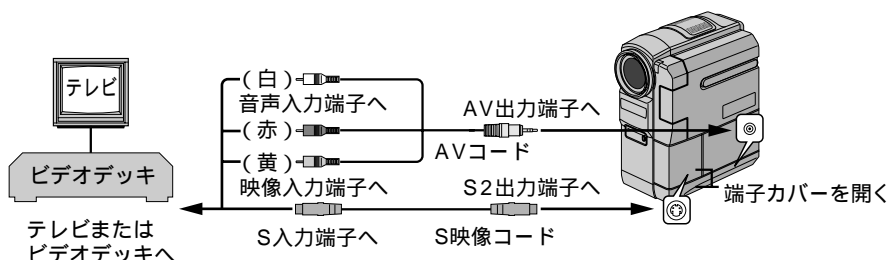 テレビ
ビデオデッキ
テレビまたは
ビデオデッキへ
(白)
音声入力端子へ
(赤)
(黄)
映像入力端子へ
S入力端子へ
AV出力端子へ
AVコード
S2出力端子へ
S映像コード
端子カバーを開く